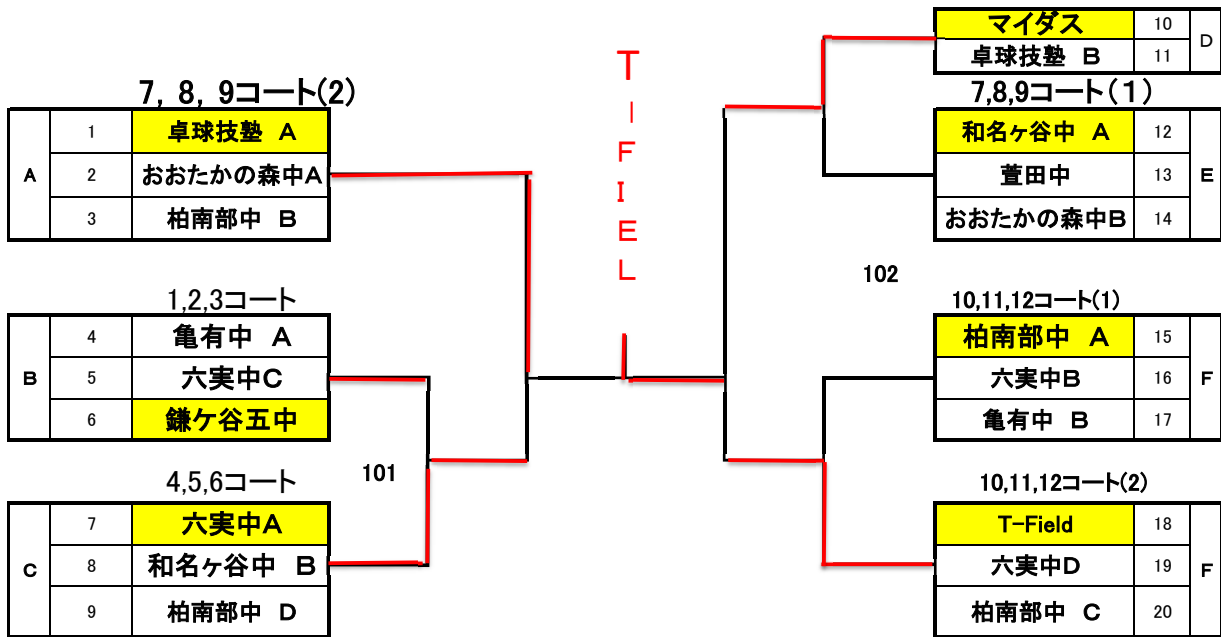 7, 8, 9コート(2)
A
1 卓球技塾 A
2 おおたかの森中A
3 柏南部中 B
1,2,3コート
B
4 亀有中 A
5 六実中C
6 鎌ケ谷五中
101
4,5,6コート
C
7 六実中A
8 和名ヶ谷中 B
9 柏南部中 D
T
I
F
I
E
L
マイダス 10
卓球技塾 B 11
D
7,8,9コート(1)
和名ヶ谷中 A 12
萱田中 13
おおたかの森中B 14
E
102
10,11,12コート(1)
柏南部中 A 15
六実中B 16
亀有中 B 17
F
10,11,12コート(2)
T-Field 18
六実中D 19
柏南部中 C 20
F